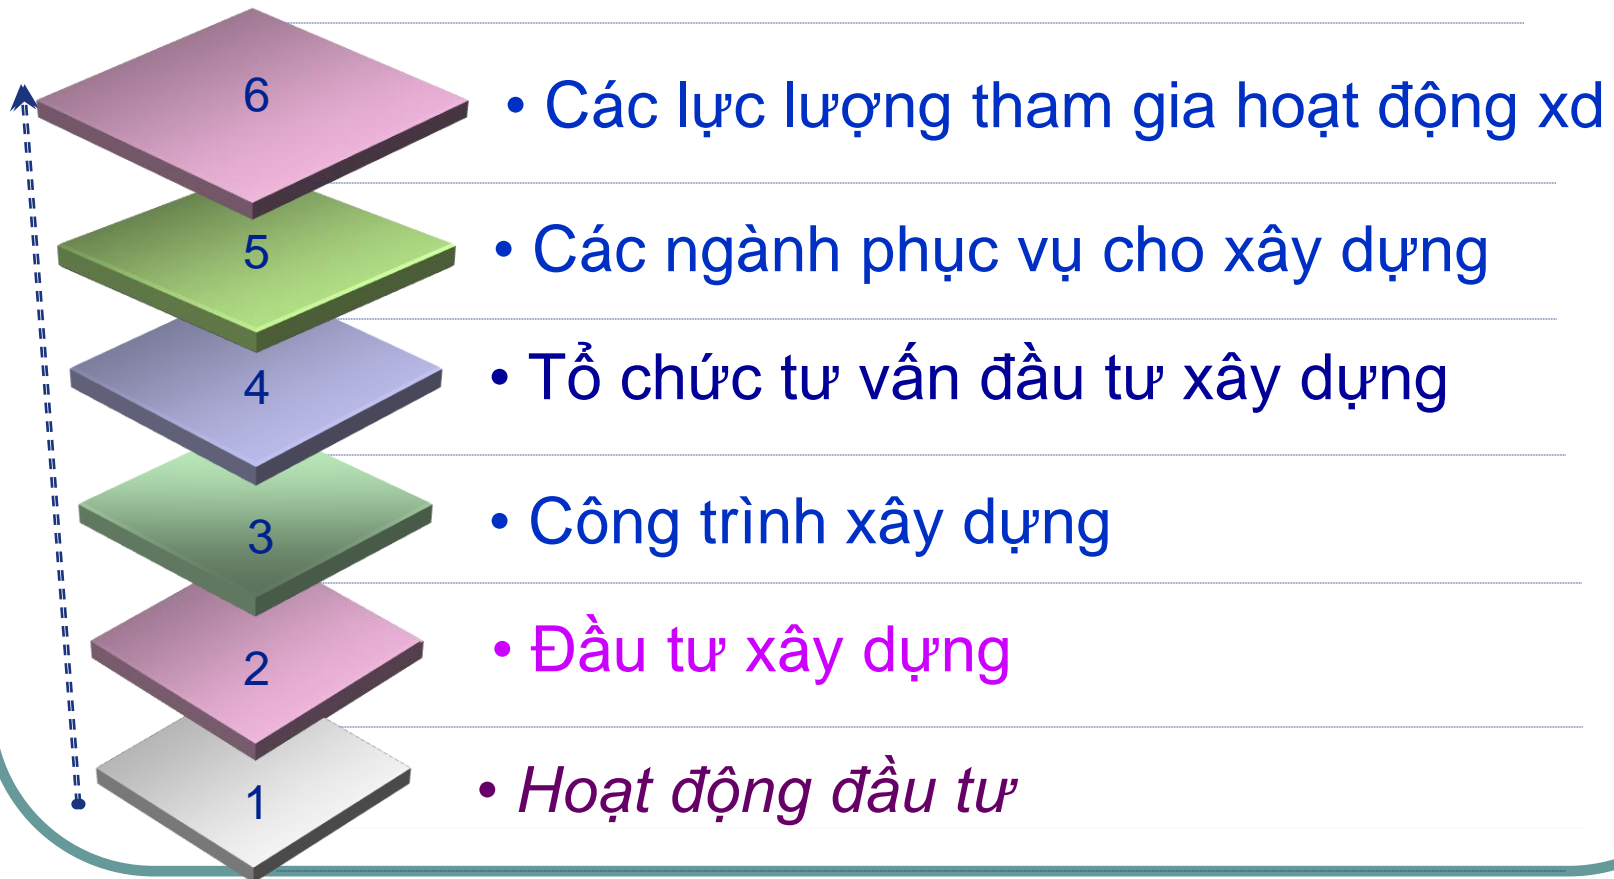 6
• Các lực lượng tham gia hoạt động xd
5
• Các ngành phục vụ cho xây dựng
4
• Tổ chức tư vấn đầu tư xây dựng
3
• Công trình xây dựng
2
• Đầu tư xây dựng
1
• Hoạt động đầu tư